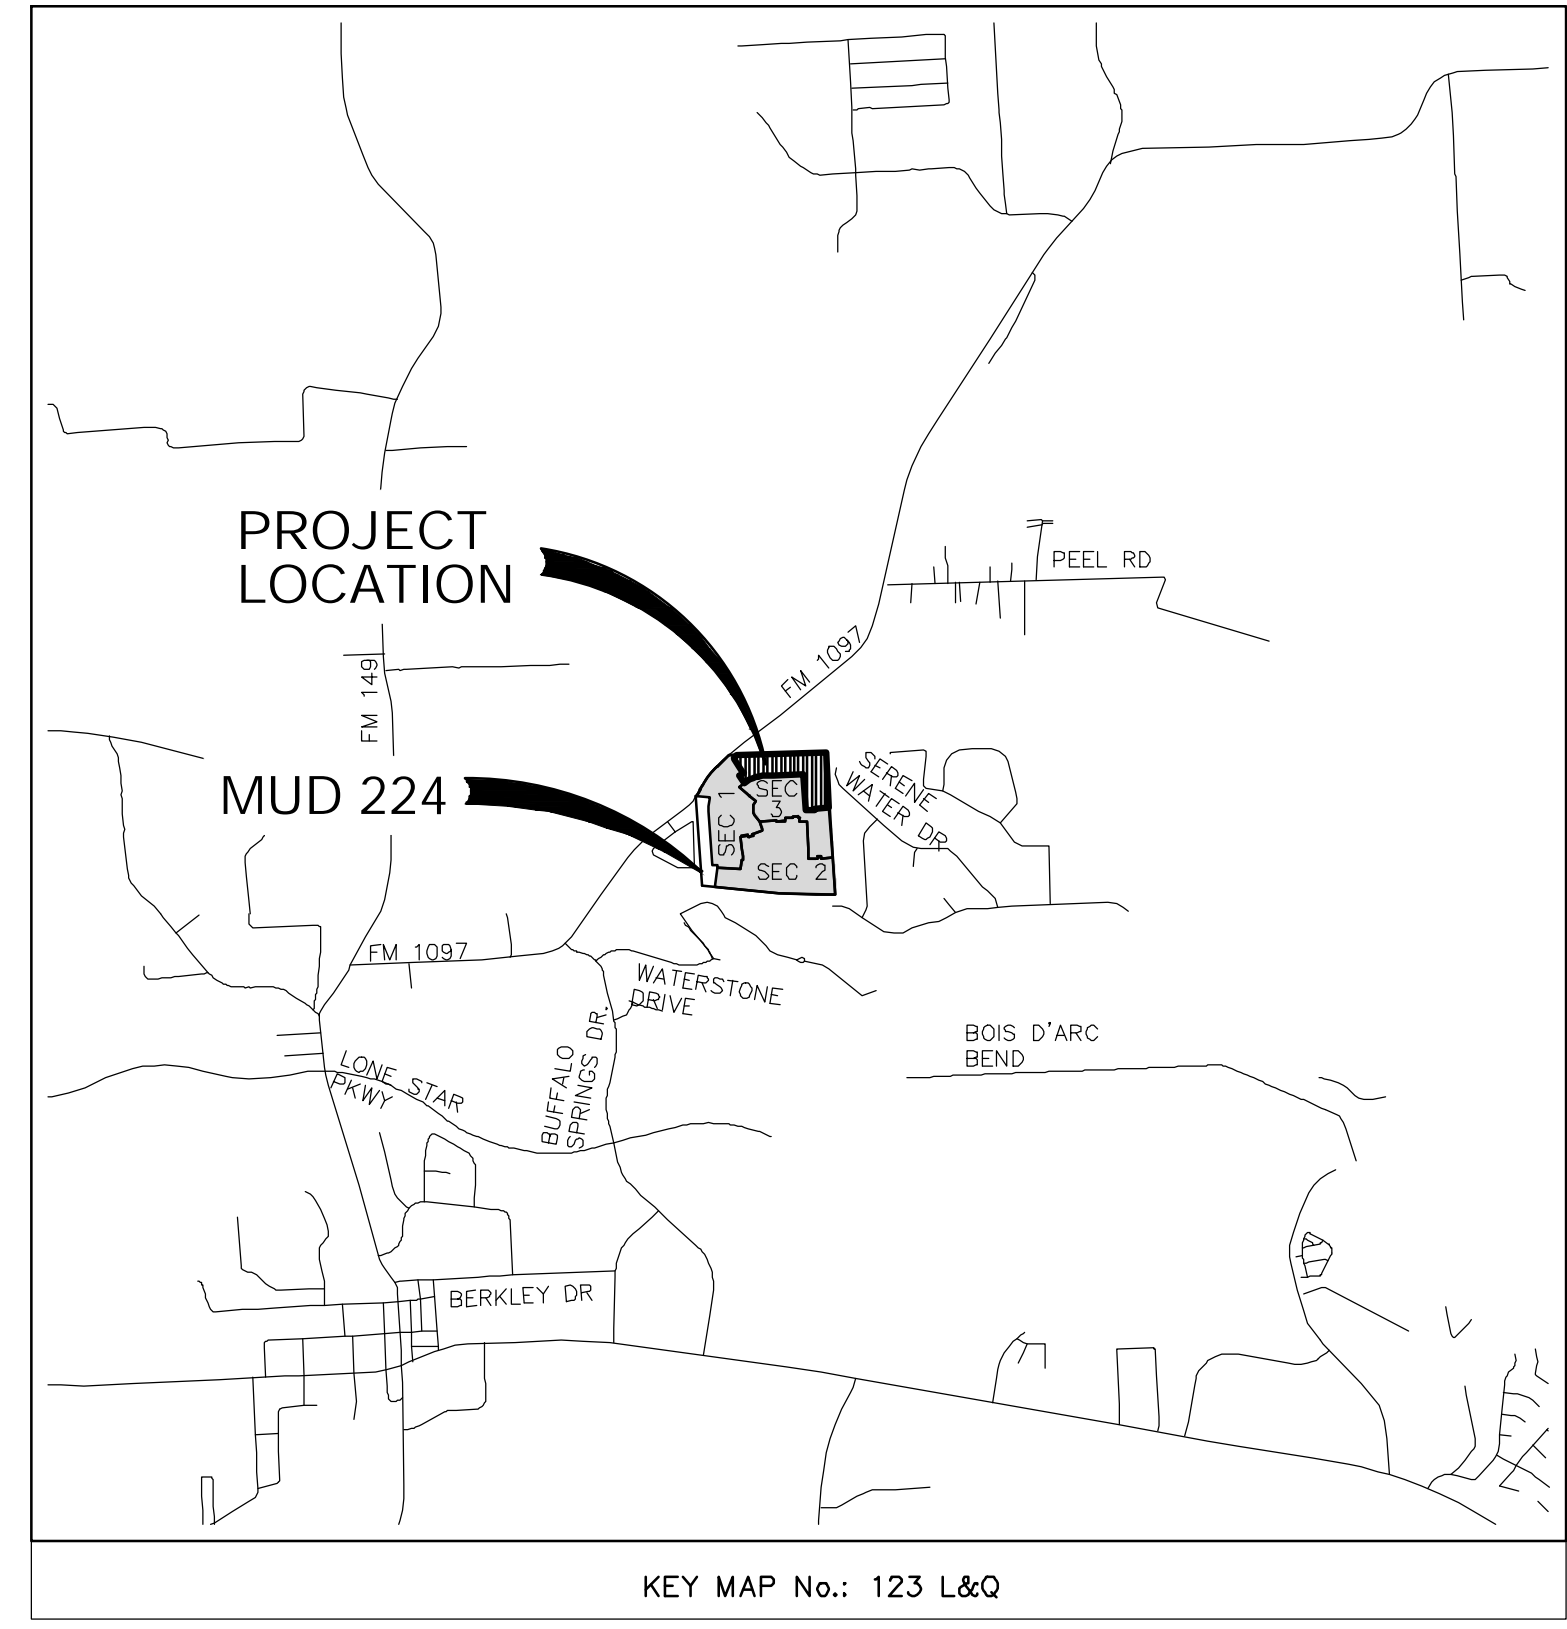 PROJECT
LOCATION
PEEL RD
FM 1097
FM 149
MUD 224
SEC 1
SEC
3
SEC 2
SERENE
WATER DR
FM 1097
WATERSTONE
DRIVE
BUFFALO
SPRINGS DR.
BOIS D'ARC
BEND
LONE STAR
PKWY
BERKLEY DR
KEY MAP No.: 123 L&Q